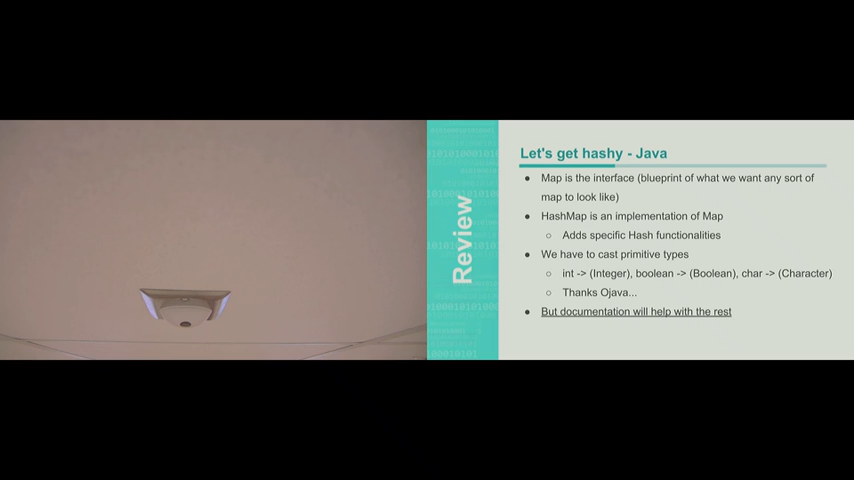 Review
Let's get hashy - Java
● Map is the interface (blueprint of what we want any sort of
map to look like)
● HashMap is an implementation of Map
○ Adds specific Hash functionalities
● We have to cast primitive types
○ int -> (Integer), boolean -> (Boolean), char -> (Character)
○ Thanks Ojava...
● But documentation will help with the rest